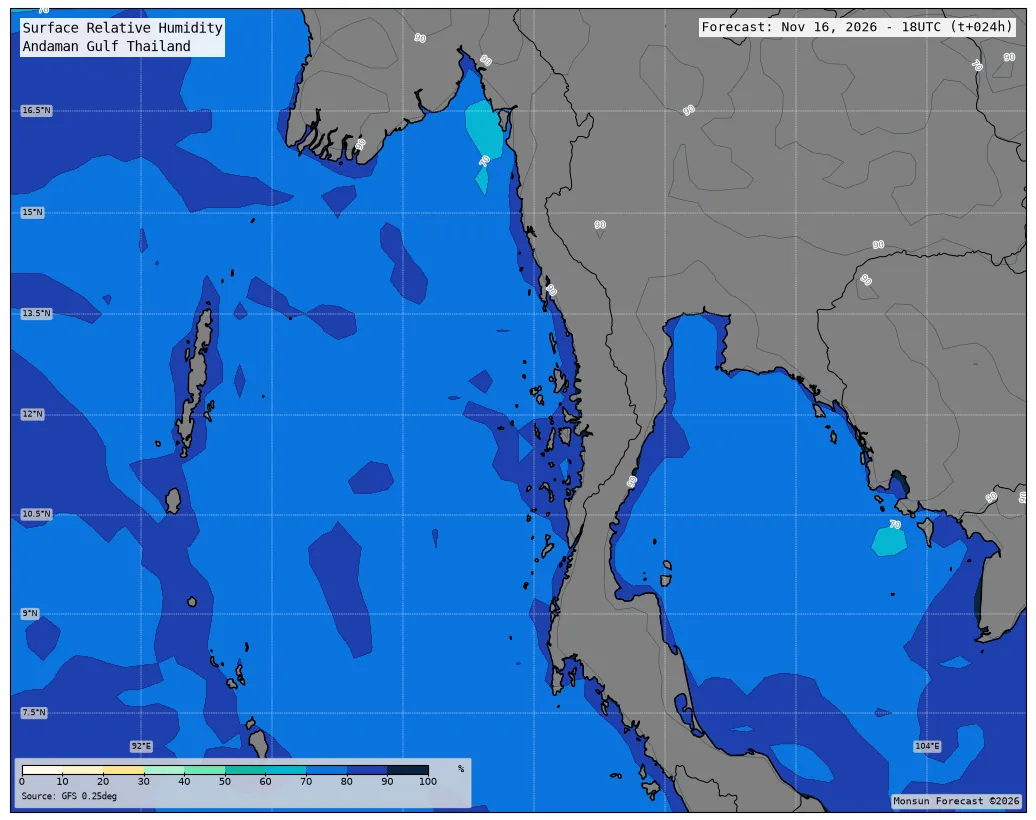 Surface Relative Humidity
Andaman Gulf Thailand
Forecast: Nov 16, 2026 - 18UTC (t+024h)
70
90
90
70
90
90
90
16.5°N
70
15°N
90
90
90
90
13.5°N
12°N
90
90
90
10.5°N
70
9°N
7.5°N
92°E
104°E
%
0 10 20 30 40 50 60 70 80 90 100
Source: GFS 0.25deg
Monsun Forecast ©2026